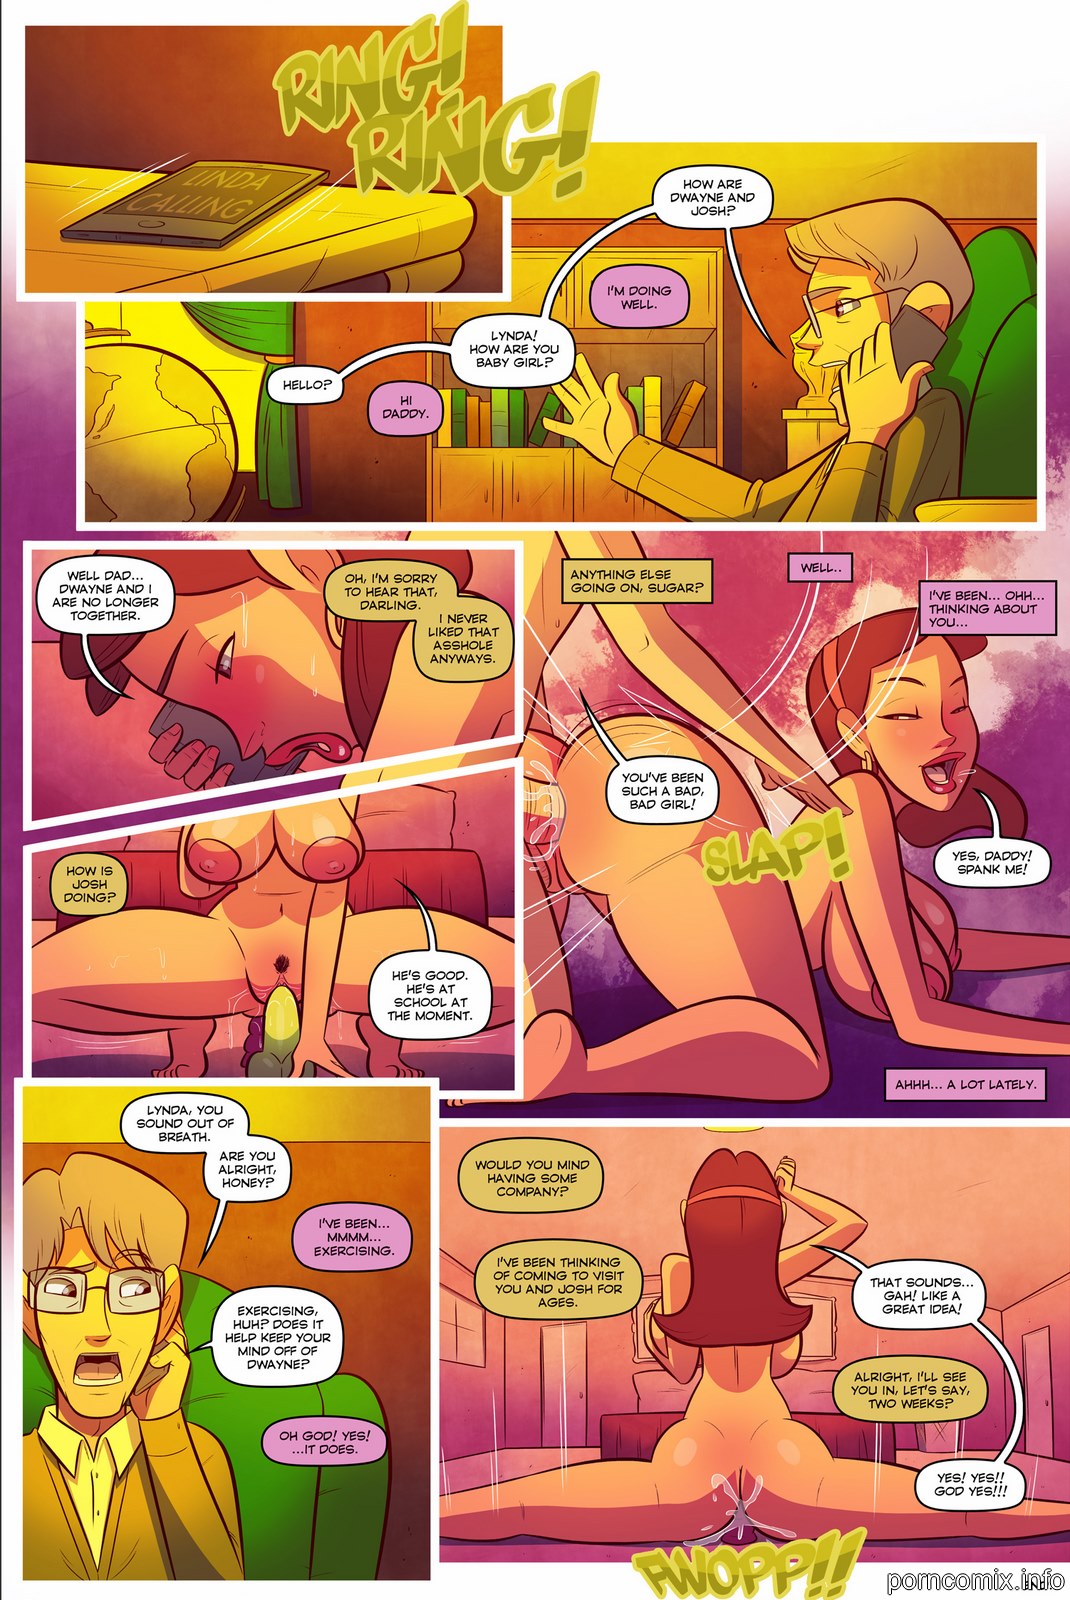 RING!
RING!
LINDA
CALLING
HELLO?
HI
DADDY.
LYNDA!
HOW ARE YOU
BABY GIRL?
I'M DOING
WELL.
HOW ARE
DWAYNE AND
JOSH?
WELL DAD...
DWAYNE AND I
ARE NO LONGER
TOGETHER.
OH, I'M SORRY
TO HEAR THAT,
DARLING.
I NEVER
LIKED THAT
ASSHOLE
ANYWAYS.
HOW IS
JOSH
DOING?
HE'S GOOD.
HE'S AT
SCHOOL AT
THE MOMENT.
ANYTHING ELSE
GOING ON, SUGAR?
WELL..
I'VE BEEN... OHH...
THINKING ABOUT
YOU...
YOU'VE BEEN
SUCH A BAD,
BAD GIRL!
SLAP!
YES, DADDY!
SPANK ME!
AHHH... A LOT LATELY.
LYNDA, YOU
SOUND OUT OF
BREATH.
ARE YOU
ALRIGHT,
HONEY?
I'VE BEEN...
MMMM...
EXERCISING.
EXERCISING,
HUH? DOES IT
HELP KEEP YOUR
MIND OFF OF
DWAYNE?
OH GOD! YES!
...IT DOES.
WOULD YOU MIND
HAVING SOME
COMPANY?
I'VE BEEN THINKING
OF COMING TO VISIT
YOU AND JOSH FOR
AGES.
THAT SOUNDS...
GAH! LIKE A
GREAT IDEA!
ALRIGHT, I'LL SEE
YOU IN, LET'S SAY,
TWO WEEKS?
YES! YES!!
GOD YES!!!
FWOPP!!
porncomix.info